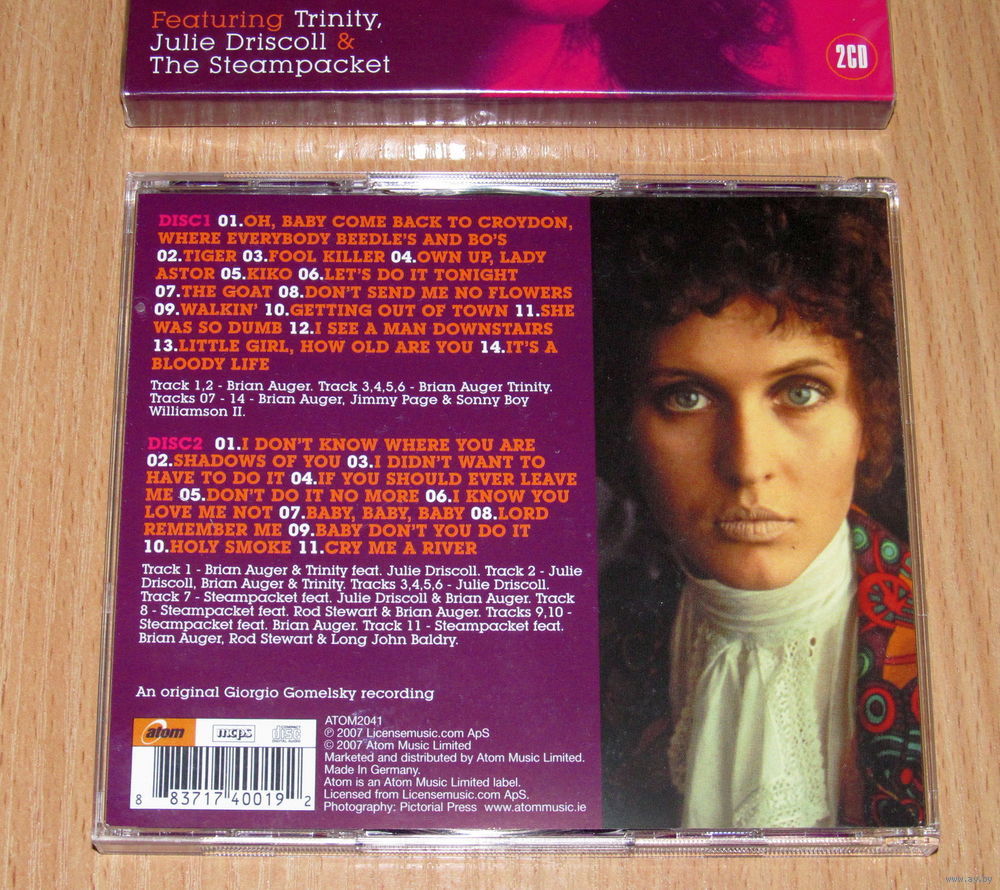 Featuring Trinity,
Julie Driscoll &
The Steampacket
2CD
DISC1 01.OH, BABY COME BACK TO CROYDON,
WHERE EVERYBODY BEEDLE'S AND BO'S
02.TIGER 03.FOOL KILLER 04.OWN UP, LADY
ASTOR 05.KIKO 06.LET'S DO IT TONIGHT
07.THE GOAT 08.DON'T SEND ME NO FLOWERS
09.WALKIN' 10.GETTING OUT OF TOWN 11.SHE
WAS SO DUMB 12.I SEE A MAN DOWNSTAIRS
13.LITTLE GIRL, HOW OLD ARE YOU 14.IT'S A
BLOODY LIFE
Track 1,2 - Brian Auger. Track 3,4,5,6 - Brian Auger Trinity.
Tracks 07 - 14 - Brian Auger, Jimmy Page & Sonny Boy
Williamson II.
DISC2 01.I DON'T KNOW WHERE YOU ARE
02.SHADOWS OF YOU 03.I DIDN'T WANT TO
HAVE TO DO IT 04.IF YOU SHOULD EVER LEAVE
ME 05.DON'T DO IT NO MORE 06.I KNOW YOU
LOVE ME NOT 07.BABY, BABY, BABY 08.LORD
REMEMBER ME 09.BABY DON'T YOU DO IT
10.HOLY SMOKE 11.CRY ME A RIVER
Track 1 - Brian Auger & Trinity feat. Julie Driscoll. Track 2 - Julie
Driscoll, Brian Auger & Trinity. Tracks 3,4,5,6 - Julie Driscoll.
Track 7 - Steampacket feat. Julie Driscoll & Brian Auger. Track
8 - Steampacket feat. Rod Stewart & Brian Auger. Tracks 9,10 -
Steampacket feat. Brian Auger. Track 11 - Steampacket feat.
Brian Auger, Rod Stewart & Long John Baldry.
An original Giorgio Gomelsky recording
atom mcps COMPACT disc DIGITAL AUDIO
8 83717 40019 2
ATOM2041
℗ 2007 Licensemusic.com ApS
© 2007 Atom Music Limited
Marketed and distributed by Atom Music Limited.
Made In Germany.
Atom is an Atom Music Limited label.
Licensed from Licensemusic.com ApS.
Photography: Pictorial Press www.atommusic.ie
www.ay.by